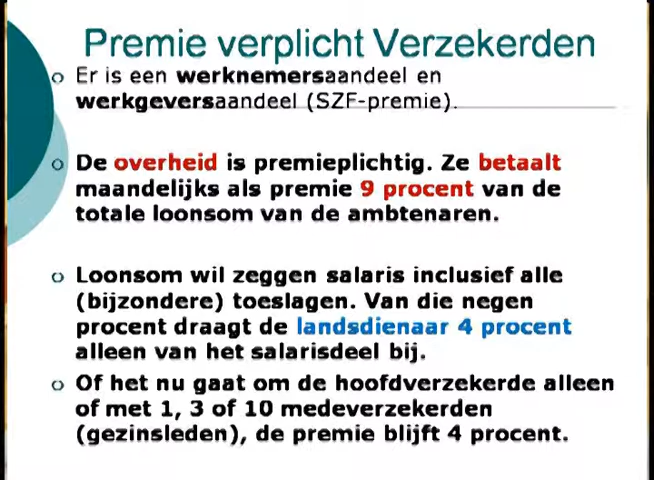 Premie verplicht Verzekerden
Er is een werknemersaandeel en
werkgeversaandeel (SZF-premie).
De overheid is premieplichtig. Ze betaalt
maandelijks als premie 9 procent van de
totale loonsom van de ambtenaren.
Loonsom wil zeggen salaris inclusief alle
(bijzondere) toeslagen. Van die negen
procent draagt de landsdienaar 4 procent
alleen van het salarisdeel bij.
Of het nu gaat om de hoofdverzekerde alleen
of met 1, 3 of 10 medeverzekerden
(gezinsleden), de premie blijft 4 procent.